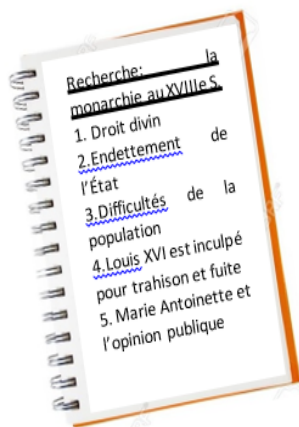 Recherche: la
monarchie au XVIIIe S.
1. Droit divin
2.Endettement de
l'État
3.Difficultés de la
population
4.Louis XVI est inculpé
pour trahison et fuite
5. Marie Antoinette et
l'opinion publique